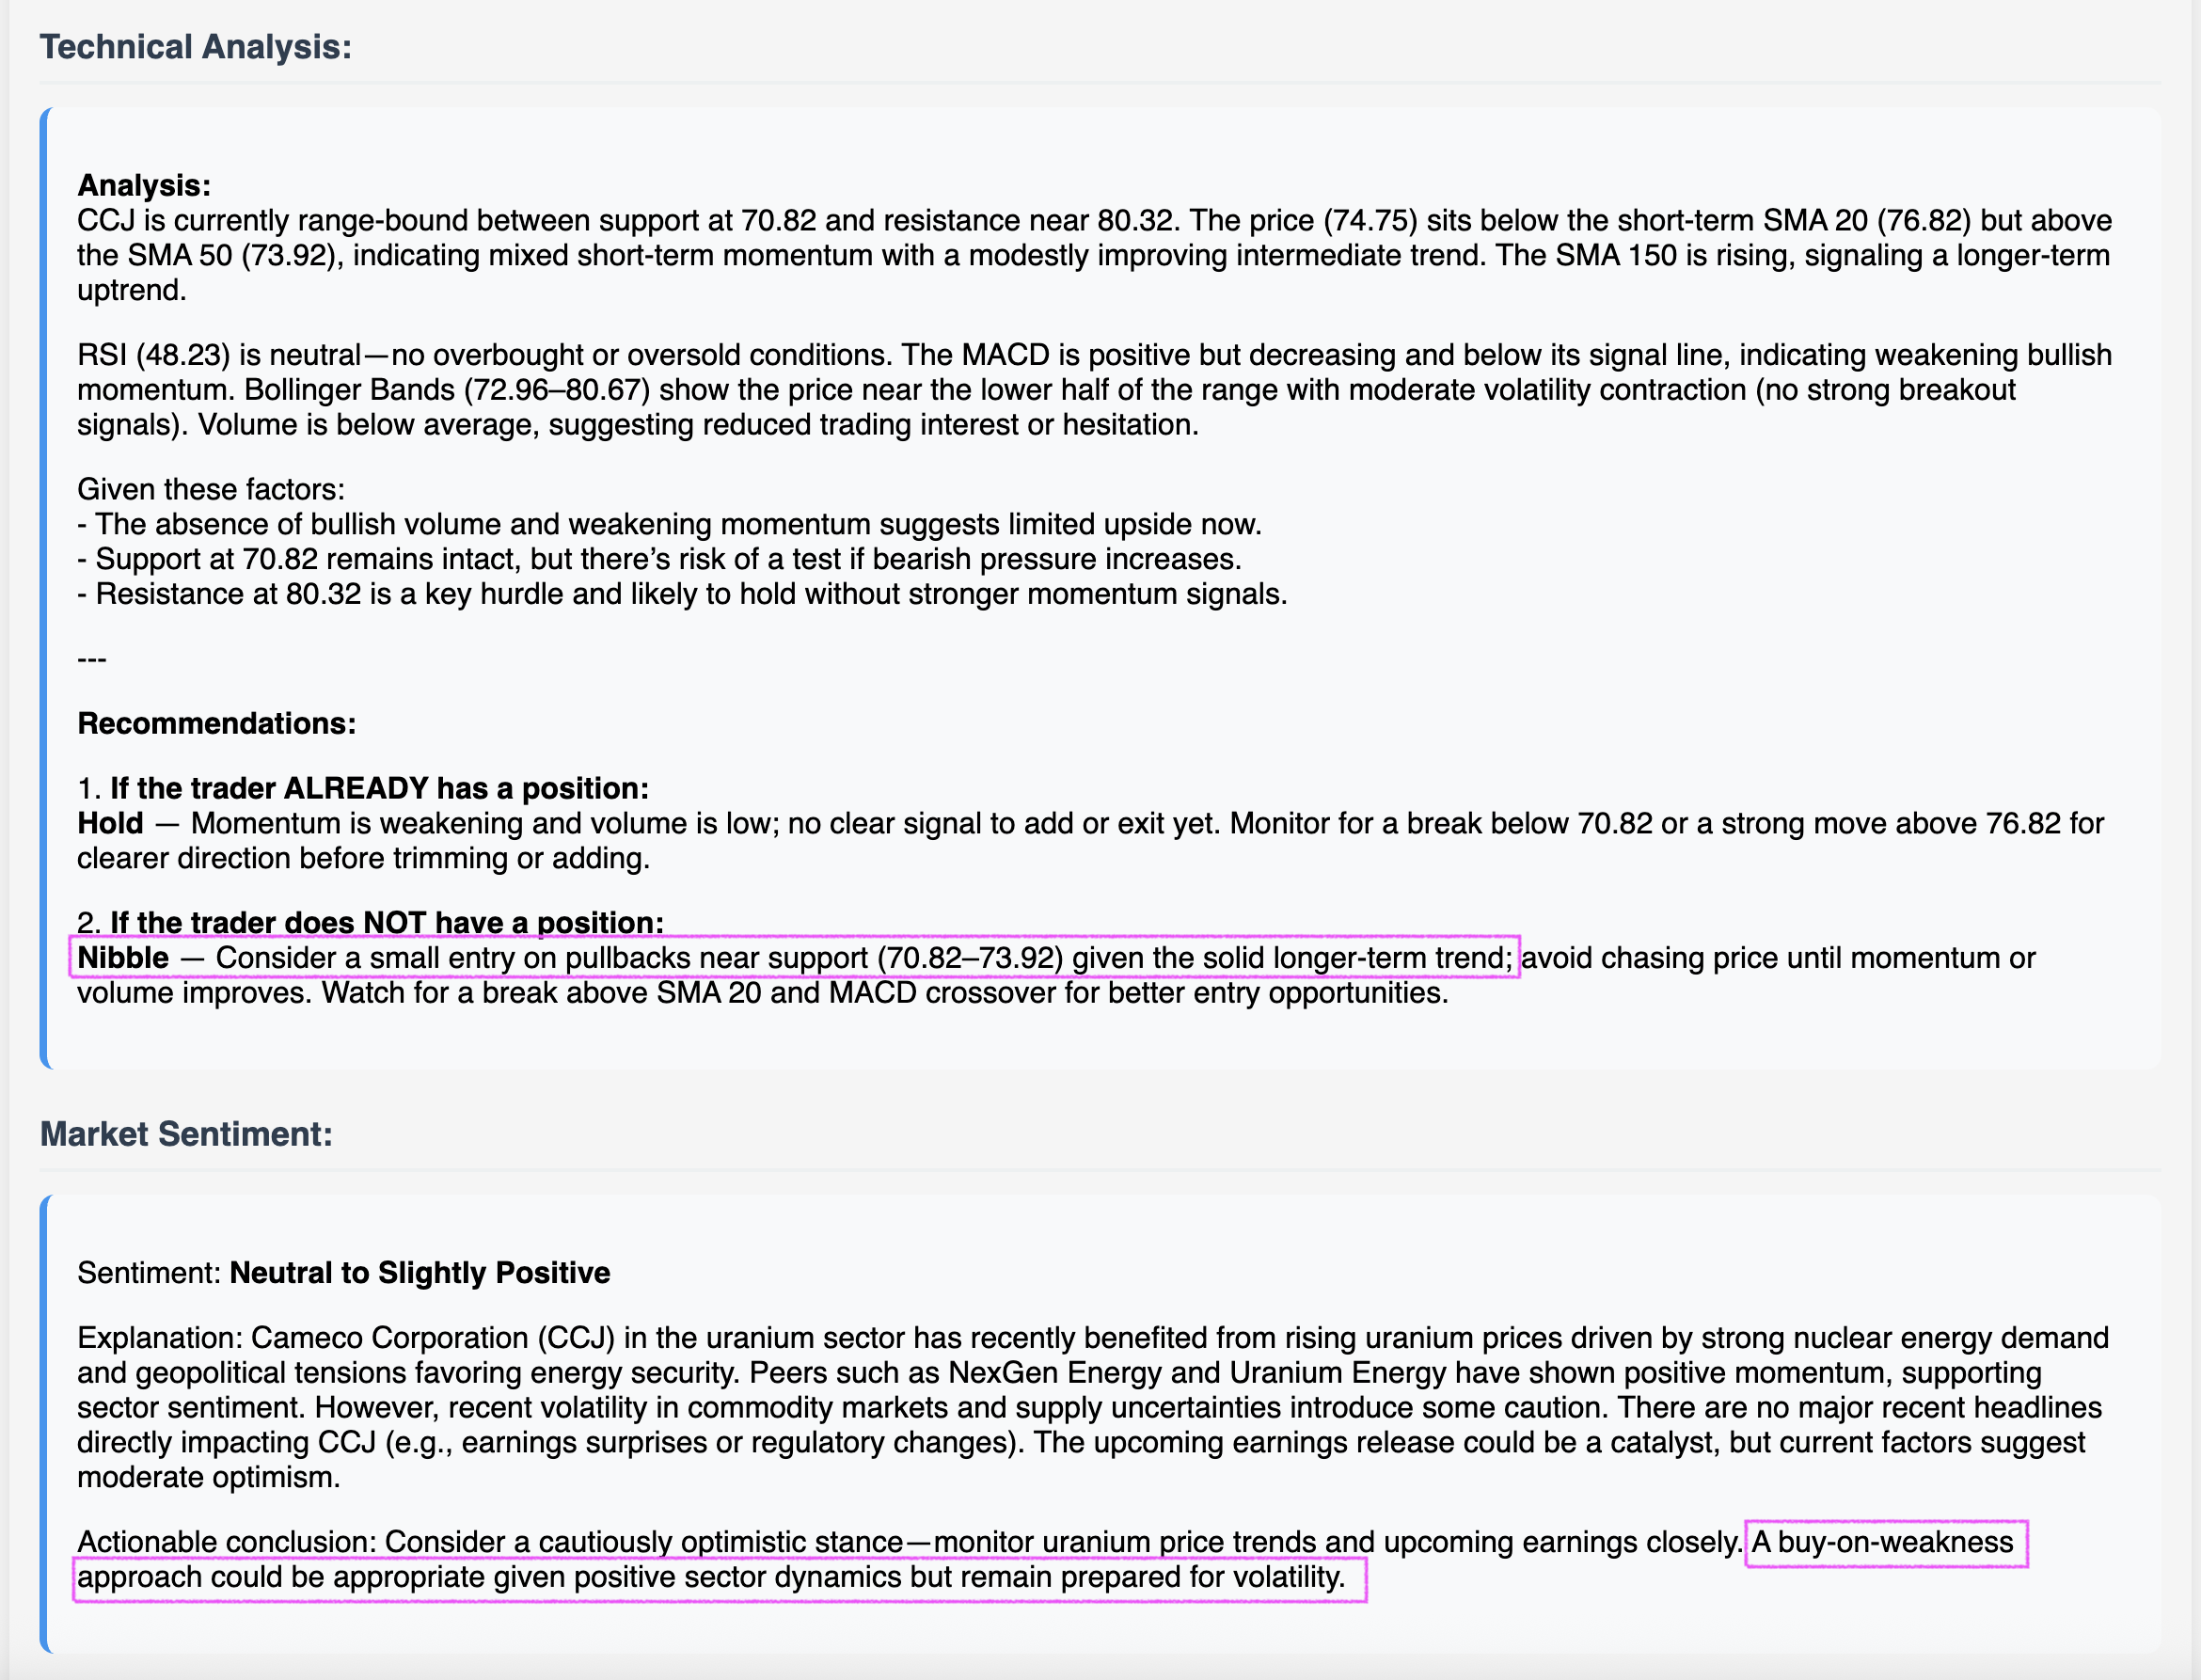 Technical Analysis:
Analysis:
CCJ is currently range-bound between support at 70.82 and resistance near 80.32. The price (74.75) sits below the short-term SMA 20 (76.82) but above
the SMA 50 (73.92), indicating mixed short-term momentum with a modestly improving intermediate trend. The SMA 150 is rising, signaling a longer-term
uptrend.
RSI (48.23) is neutral—no overbought or oversold conditions. The MACD is positive but decreasing and below its signal line, indicating weakening bullish
momentum. Bollinger Bands (72.96–80.67) show the price near the lower half of the range with moderate volatility contraction (no strong breakout
signals). Volume is below average, suggesting reduced trading interest or hesitation.
Given these factors:
- The absence of bullish volume and weakening momentum suggests limited upside now.
- Support at 70.82 remains intact, but there’s risk of a test if bearish pressure increases.
- Resistance at 80.32 is a key hurdle and likely to hold without stronger momentum signals.
---
Recommendations:
1. If the trader ALREADY has a position:
Hold — Momentum is weakening and volume is low; no clear signal to add or exit yet. Monitor for a break below 70.82 or a strong move above 76.82 for
clearer direction before trimming or adding.
2. If the trader does NOT have a position:
Nibble — Consider a small entry on pullbacks near support (70.82–73.92) given the solid longer-term trend; avoid chasing price until momentum or
volume improves. Watch for a break above SMA 20 and MACD crossover for better entry opportunities.
Market Sentiment:
Sentiment: Neutral to Slightly Positive
Explanation: Cameco Corporation (CCJ) in the uranium sector has recently benefited from rising uranium prices driven by strong nuclear energy demand
and geopolitical tensions favoring energy security. Peers such as NexGen Energy and Uranium Energy have shown positive momentum, supporting
sector sentiment. However, recent volatility in commodity markets and supply uncertainties introduce some caution. There are no major recent headlines
directly impacting CCJ (e.g., earnings surprises or regulatory changes). The upcoming earnings release could be a catalyst, but current factors suggest
moderate optimism.
Actionable conclusion: Consider a cautiously optimistic stance—monitor uranium price trends and upcoming earnings closely. A buy-on-weakness
approach could be appropriate given positive sector dynamics but remain prepared for volatility.